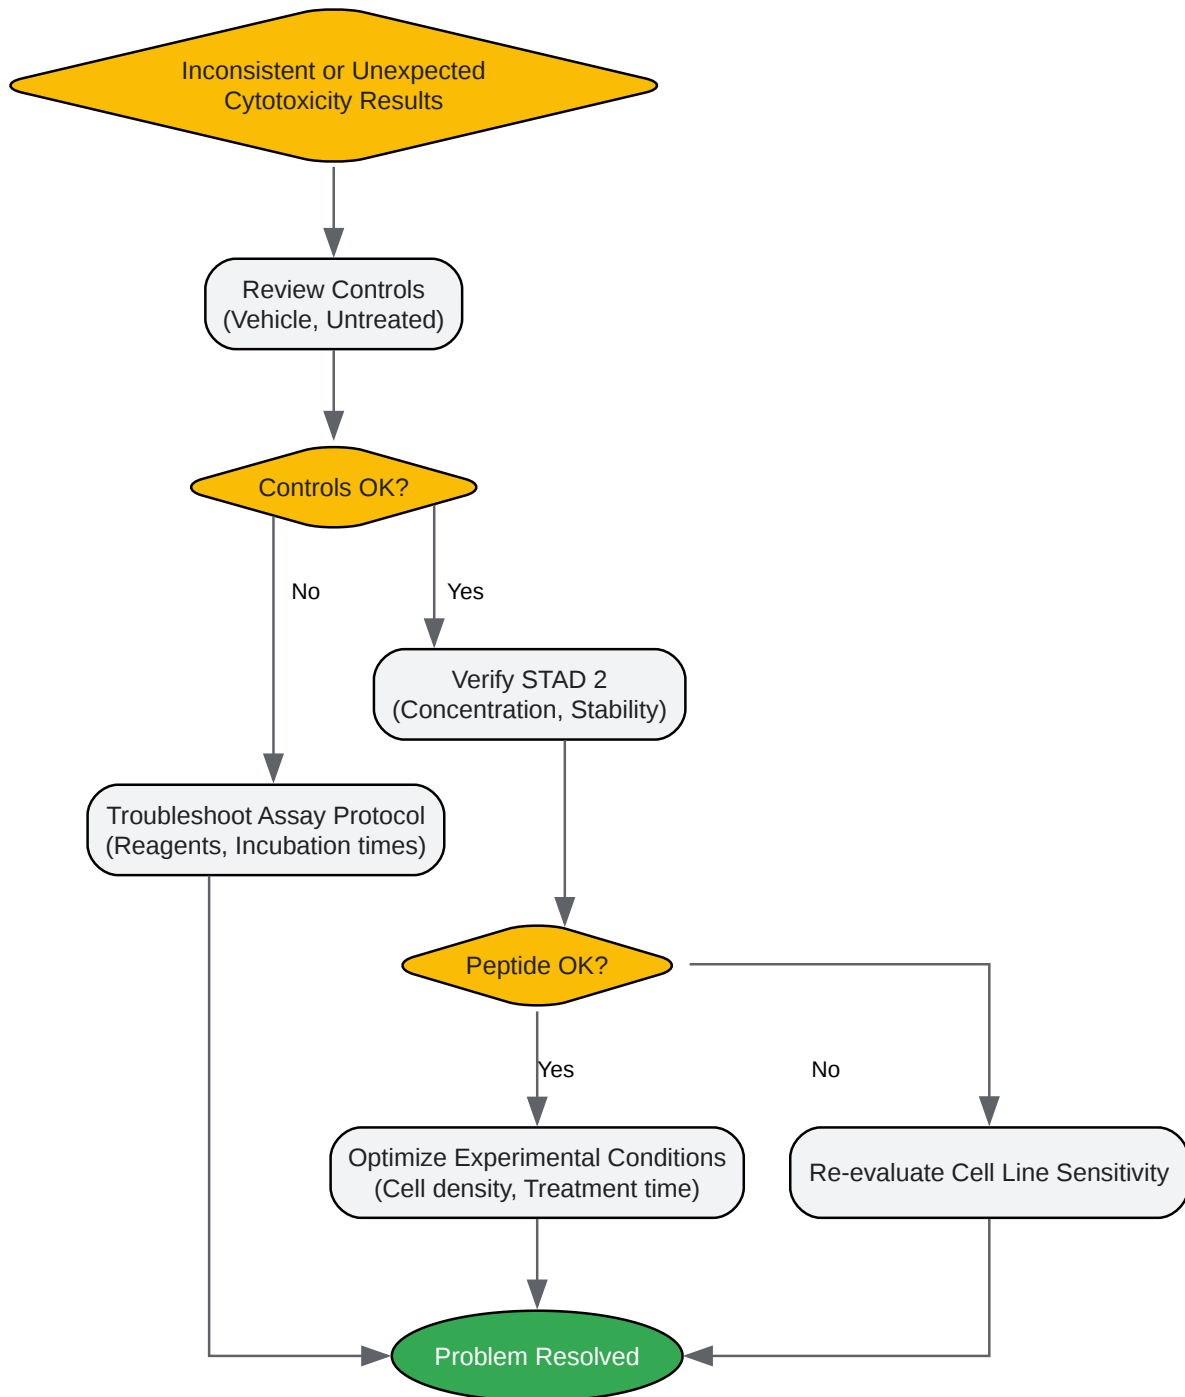 Inconsistent or Unexpected
Cytotoxicity Results
Review Controls
(Vehicle, Untreated)
Controls OK?
No
Yes
Verify STAD 2
(Concentration, Stability)
Troubleshoot Assay Protocol
(Reagents, Incubation times)
Peptide OK?
Yes
No
Optimize Experimental Conditions
(Cell density, Treatment time)
Re-evaluate Cell Line Sensitivity
Problem Resolved